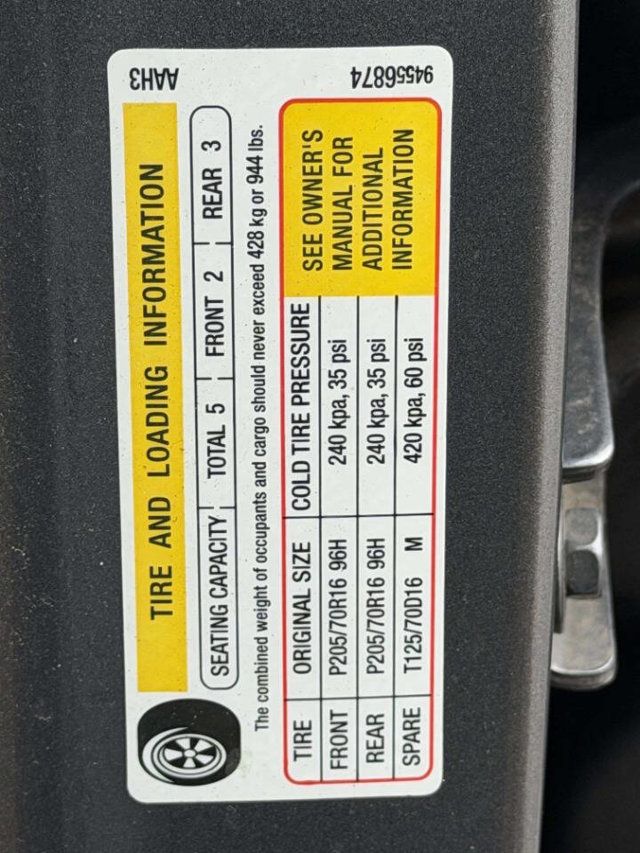 TIRE AND LOADING INFORMATION
SEATING CAPACITY TOTAL 5 FRONT 2 REAR 3
The combined weight of occupants and cargo should never exceed 428 kg or 944 lbs.
TIRE ORIGINAL SIZE COLD TIRE PRESSURE
FRONT P205/70R16 96H 240 kpa, 35 psi
REAR P205/70R16 96H 240 kpa, 35 psi
SPARE T125/70D16 M 420 kpa, 60 psi
SEE OWNER'S
MANUAL FOR
ADDITIONAL
INFORMATION
AAH3
94556874